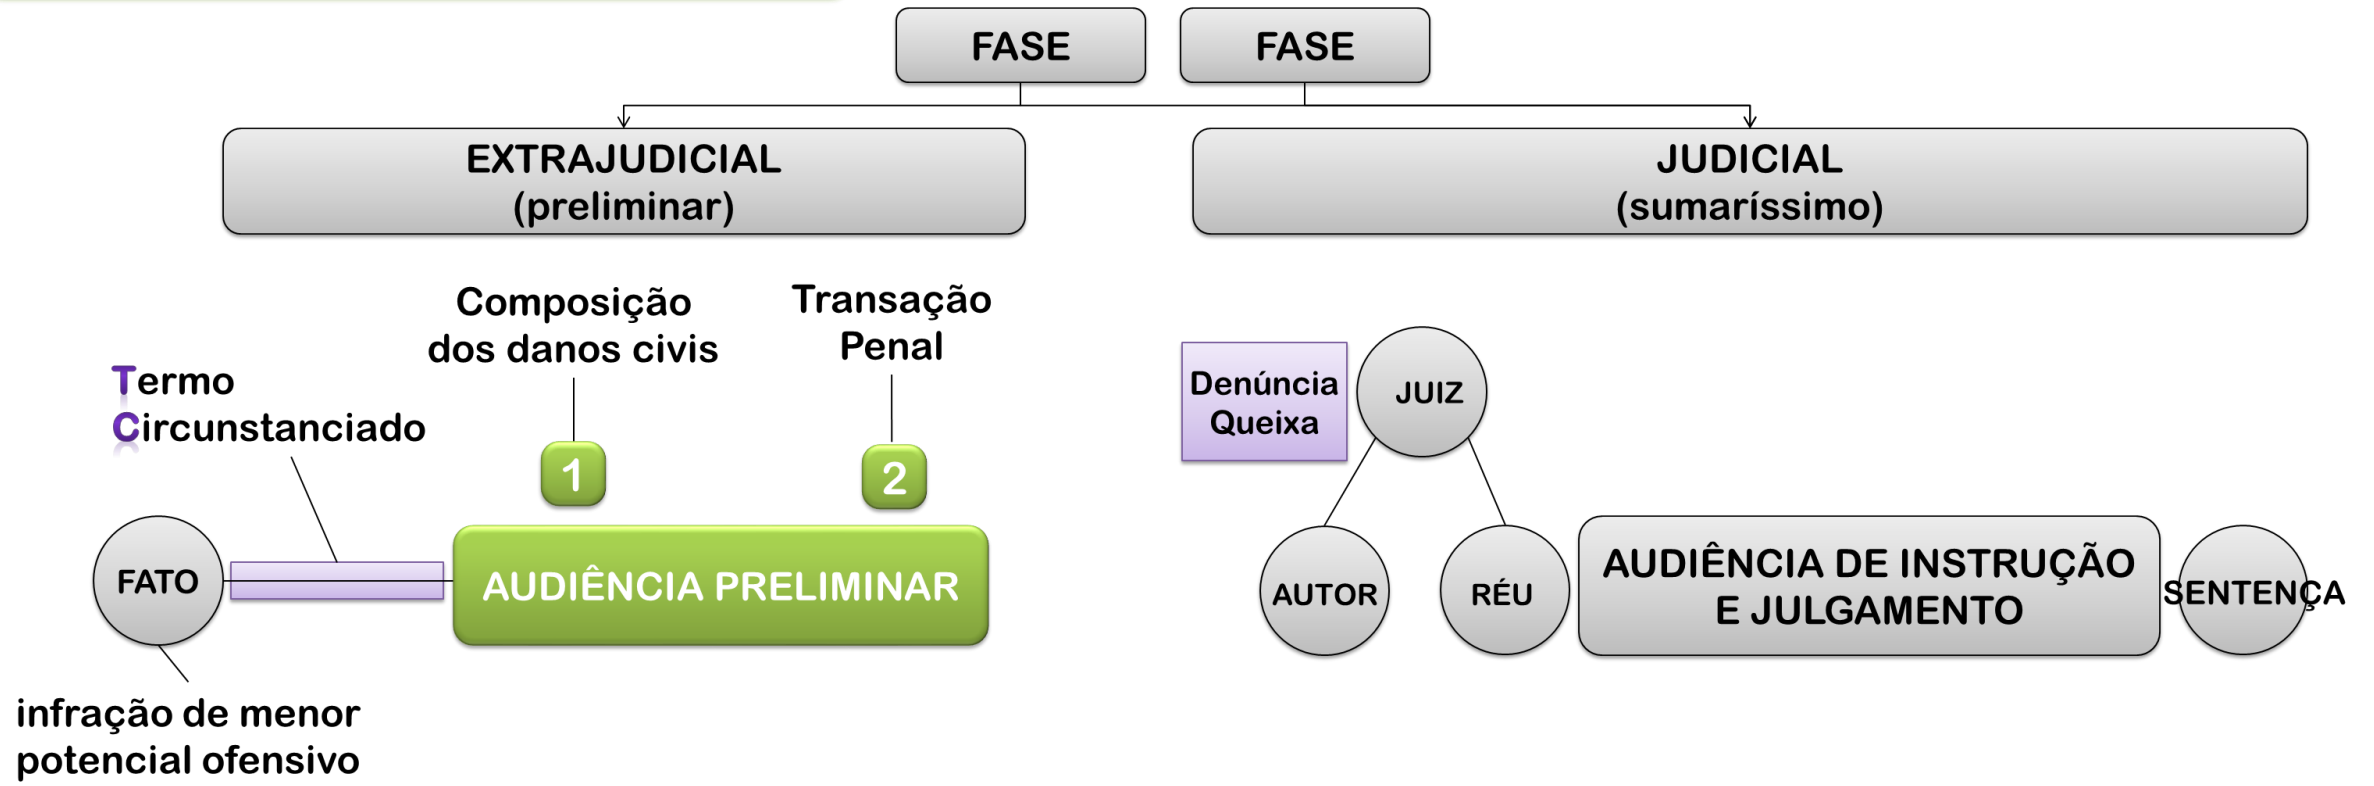 FASE
FASE
EXTRAJUDICIAL
(preliminar)
JUDICIAL
(sumaríssimo)
Composição
dos danos civis
Transação
Penal
Termo
Circunstanciado
1
2
FATO
AUDIÊNCIA PRELIMINAR
infração de menor
potencial ofensivo
Denúncia
Queixa
JUIZ
AUTOR
RÉU
AUDIÊNCIA DE INSTRUÇÃO
E JULGAMENTO
SENTENÇA